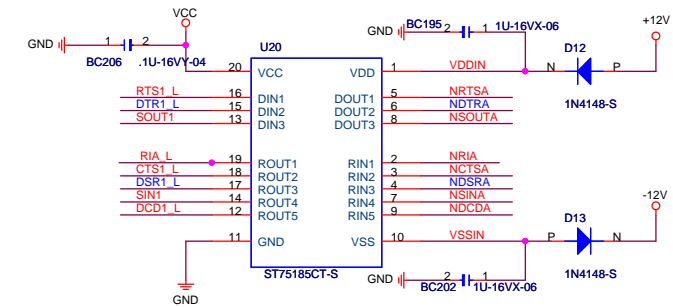 VCC
GND 1 2
BC206 .1U-16VY-04
U20
GND BC195 2 1 1U-16VX-06
+12V
D12
N P
1N4148-S
20 VCC VDD 1 VDDIN
RTS1_L 16 DIN1 DOUT1 5 NRTSA
DTR1_L 15 DIN2 DOUT2 6 NDTRA
SOUT1 13 DIN3 DOUT3 8 NSOUTA
RIA_L 19 ROUT1 RIN1 2 NRIA
CTS1_L 18 ROUT2 RIN2 3 NCTSA
DSR1_L 17 ROUT3 RIN3 4 NDSRA
SIN1 14 ROUT4 RIN4 7 NSINA
DCD1_L 12 ROUT5 RIN5 9 NDCDA
-12V
D13
11 GND VSS 10 VSSIN P N
ST75185CT-S
1N4148-S
GND 2 1
BC202 1U-16VX-06
GND